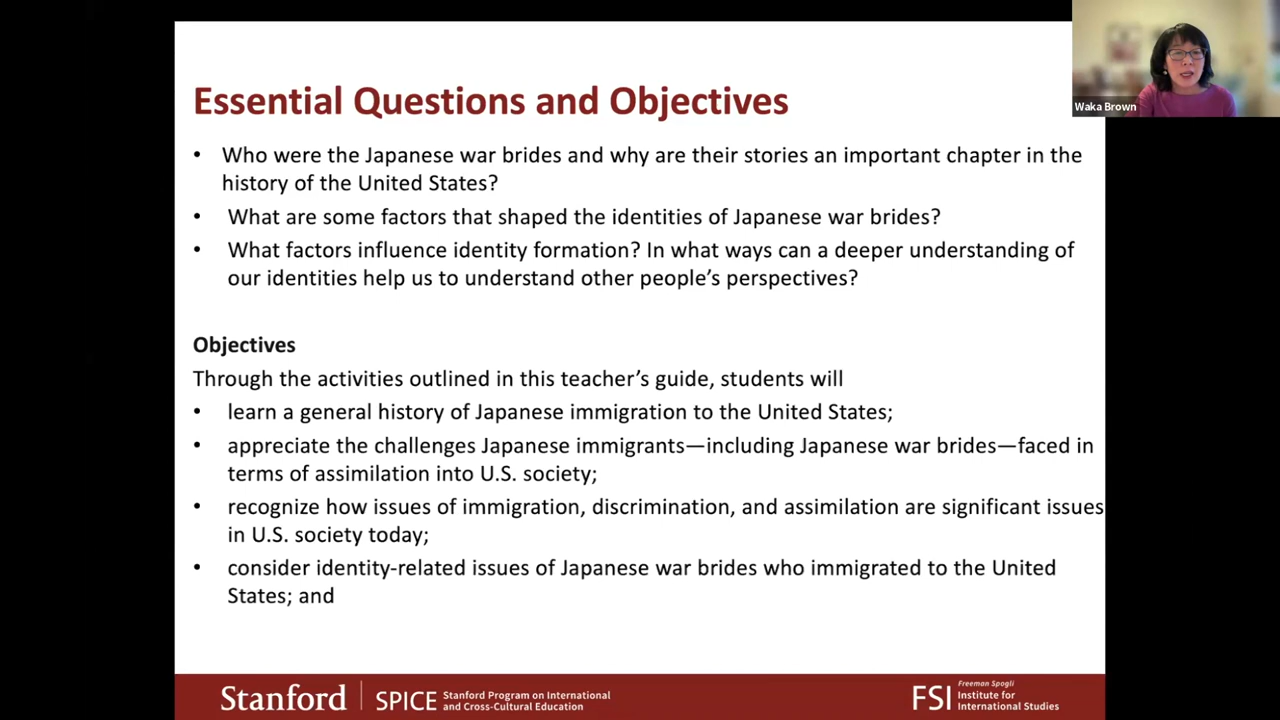 Waka Brown
Essential Questions and Objectives
• Who were the Japanese war brides and why are their stories an important chapter in the
history of the United States?
• What are some factors that shaped the identities of Japanese war brides?
• What factors influence identity formation? In what ways can a deeper understanding of
our identities help us to understand other people’s perspectives?
Objectives
Through the activities outlined in this teacher’s guide, students will
• learn a general history of Japanese immigration to the United States;
• appreciate the challenges Japanese immigrants—including Japanese war brides—faced in
terms of assimilation into U.S. society;
• recognize how issues of immigration, discrimination, and assimilation are significant issues
in U.S. society today;
• consider identity-related issues of Japanese war brides who immigrated to the United
States; and
Stanford
SPICE
Stanford Program on International
and Cross-Cultural Education
FSI
Freeman Spogli
Institute for
International Studies